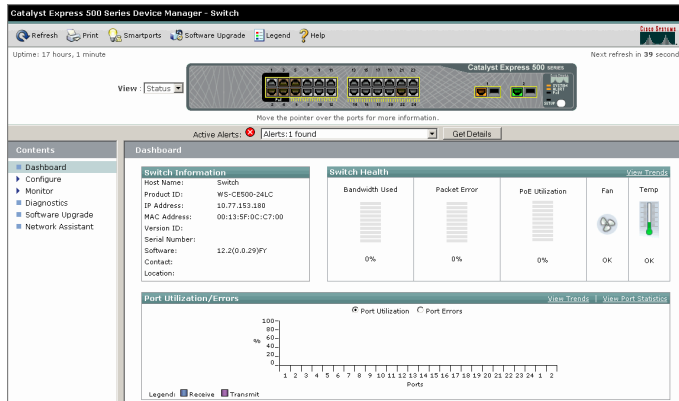 Catalyst Express 500 Series Device Manager - Switch
Refresh Print Smartports Software Upgrade Legend Help
CISCO SYSTEMS
Uptime: 17 hours, 1 minute
Next refresh in 39 second
Catalyst Express 500 SERIES
View : Status
PoE
SYSTEM
ALERT
PoE
SETUP
Move the pointer over the ports for more information.
Active Alerts: Alerts:1 found Get Details
Contents
Dashboard
Configure
Monitor
Diagnostics
Software Upgrade
Network Assistant
Dashboard
Switch Information
Host Name: Switch
Product ID: WS-CE500-24LC
IP Address: 10.77.153.180
MAC Address: 00:13:5F:0C:C7:00
Version ID:
Serial Number:
Software: 12.2(0.0.29)FY
Contact:
Location:
Switch Health View Trends
Bandwidth Used Packet Error PoE Utilization Fan Temp
0% 0% 0% OK OK
Port Utilization/Errors View Trends | View Port Statistics
Port Utilization Port Errors
100
80
% 60
40
20
0
1 2 3 4 5 6 7 8 9 10 11 12 13 14 15 16 17 18 19 20 21 22 23 24 1 2
Ports
Legend: Receive Transmit